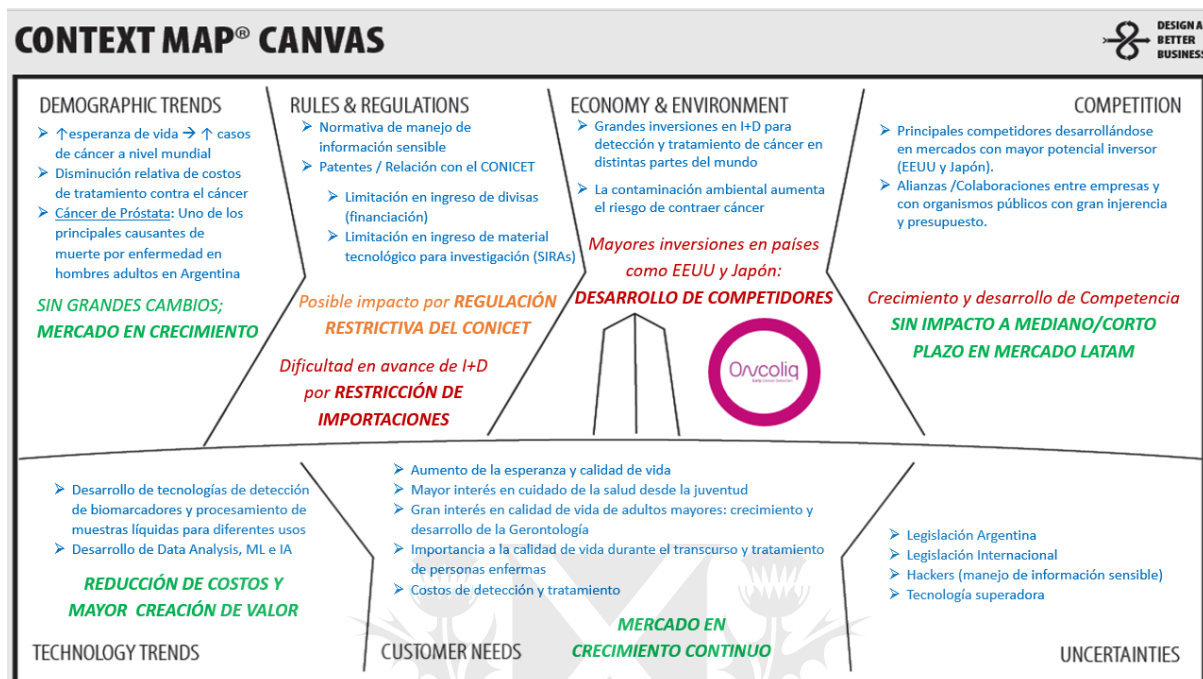 CONTEXT MAP® CANVAS
DESIGN A
BETTER
BUSINESS
DEMOGRAPHIC TRENDS
➤ ↑esperanza de vida → ↑ casos
de cáncer a nivel mundial
➤ Disminución relativa de costos
de tratamiento contra el cáncer
➤ Cáncer de Próstata: Uno de los
principales causantes de
muerte por enfermedad en
hombres adultos en Argentina
SIN GRANDES CAMBIOS;
MERCADO EN CRECIMIENTO
RULES & REGULATIONS
➤ Normativa de manejo de
información sensible
➤ Patentes / Relación con el CONICET
➤ Limitación en ingreso de divisas
(financiación)
➤ Limitación en ingreso de material
tecnológico para investigación (SIRAs)
Posible impacto por REGULACIÓN
RESTRICTIVA DEL CONICET
Dificultad en avance de I+D
por RESTRICCIÓN DE
IMPORTACIONES
ECONOMY & ENVIRONMENT
➤ Grandes inversiones en I+D para
detección y tratamiento de cáncer en
distintas partes del mundo
➤ La contaminación ambiental aumenta
el riesgo de contraer cáncer
Mayores inversiones en países
como EEUU y Japón:
DESARROLLO DE COMPETIDORES
Oncoliq
Early Cancer Detection
COMPETITION
➤ Principales competidores desarrollándose
en mercados con mayor potencial inversor
(EEUU y Japón).
➤ Alianzas /Colaboraciones entre empresas y
con organismos públicos con gran injerencia
y presupuesto.
Crecimiento y desarrollo de Competencia
SIN IMPACTO A MEDIANO/CORTO
PLAZO EN MERCADO LATAM
➤ Desarrollo de tecnologías de detección
de biomarcadores y procesamiento de
muestras líquidas para diferentes usos
➤ Desarrollo de Data Analysis, ML e IA
REDUCCIÓN DE COSTOS Y
MAYOR CREACIÓN DE VALOR
TECHNOLOGY TRENDS
➤ Aumento de la esperanza y calidad de vida
➤ Mayor interés en cuidado de la salud desde la juventud
➤ Gran interés en calidad de vida de adultos mayores: crecimiento y
desarrollo de la Gerontología
➤ Importancia a la calidad de vida durante el transcurso y tratamiento
de personas enfermas
➤ Costos de detección y tratamiento
MERCADO EN
CRECIMIENTO CONTINUO
CUSTOMER NEEDS
➤ Legislación Argentina
➤ Legislación Internacional
➤ Hackers (manejo de información sensible)
➤ Tecnología superadora
UNCERTAINTIES